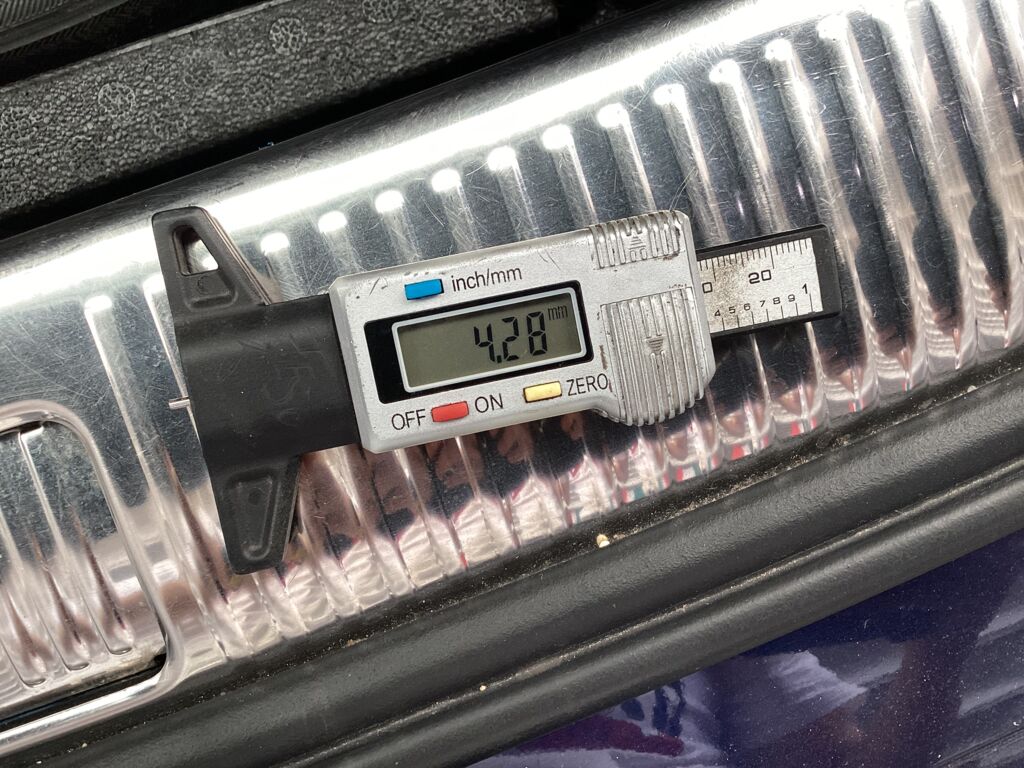 inch/mm
4.28 mm
OFF ON ZERO
0 20
4 5 6 7 8 9 1